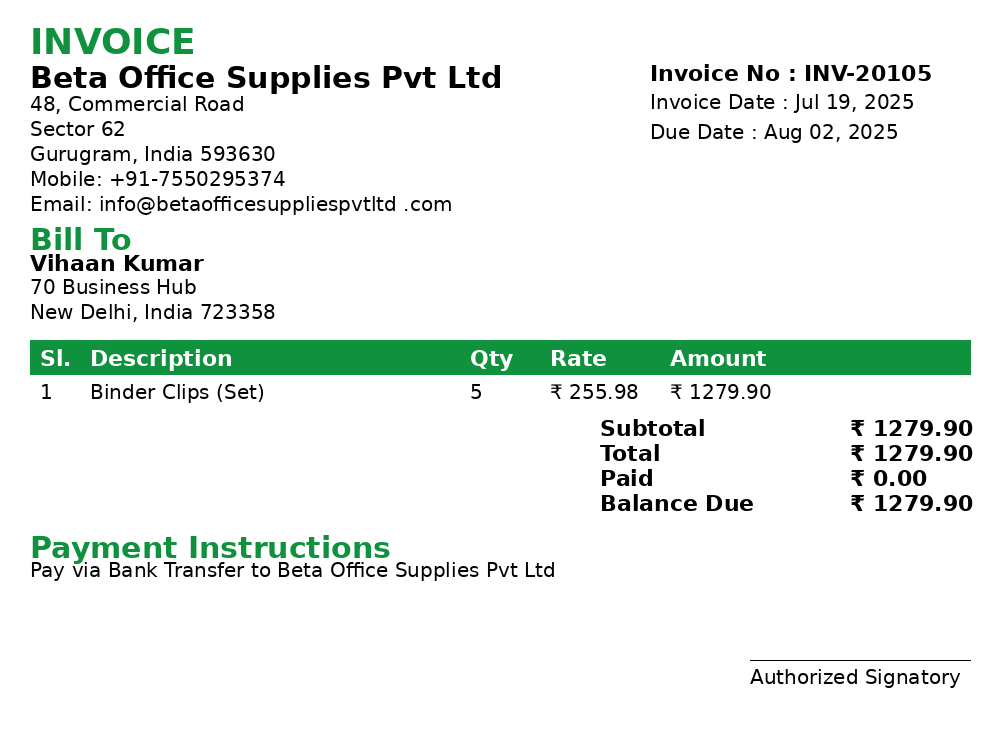 INVOICE
Beta Office Supplies Pvt Ltd
48, Commercial Road
Sector 62
Gurugram, India 593630
Mobile: +91-7550295374
Email: info@betaofficesuppliespvtltd .com
Invoice No : INV-20105
Invoice Date : Jul 19, 2025
Due Date : Aug 02, 2025
Bill To
Vihaan Kumar
70 Business Hub
New Delhi, India 723358
Sl. Description Qty Rate Amount
1 Binder Clips (Set) 5 ₹ 255.98 ₹ 1279.90
Subtotal ₹ 1279.90
Total ₹ 1279.90
Paid ₹ 0.00
Balance Due ₹ 1279.90
Payment Instructions
Pay via Bank Transfer to Beta Office Supplies Pvt Ltd
Authorized Signatory